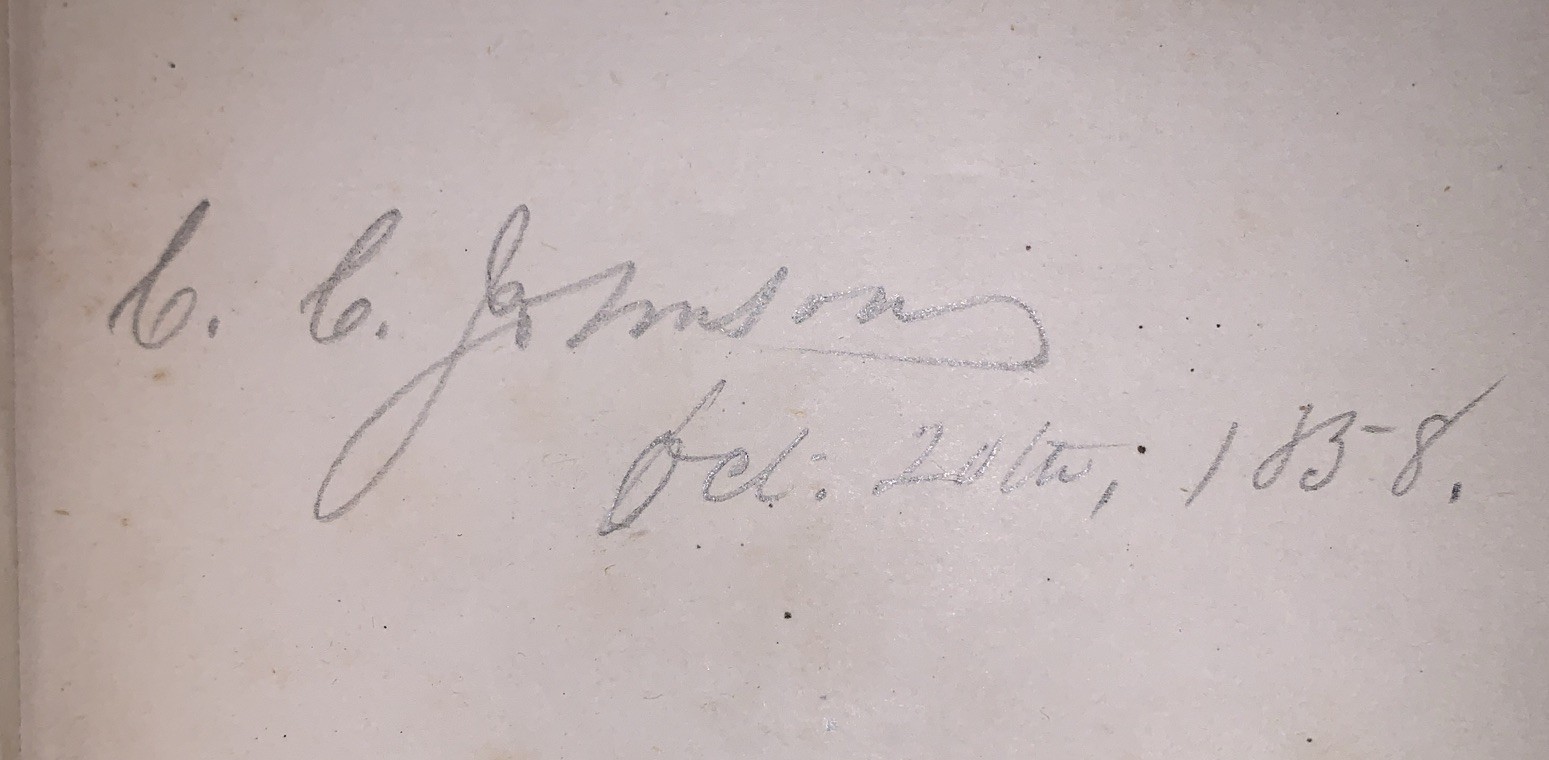 C. C. Johnson
Oct: 20th, 1858.